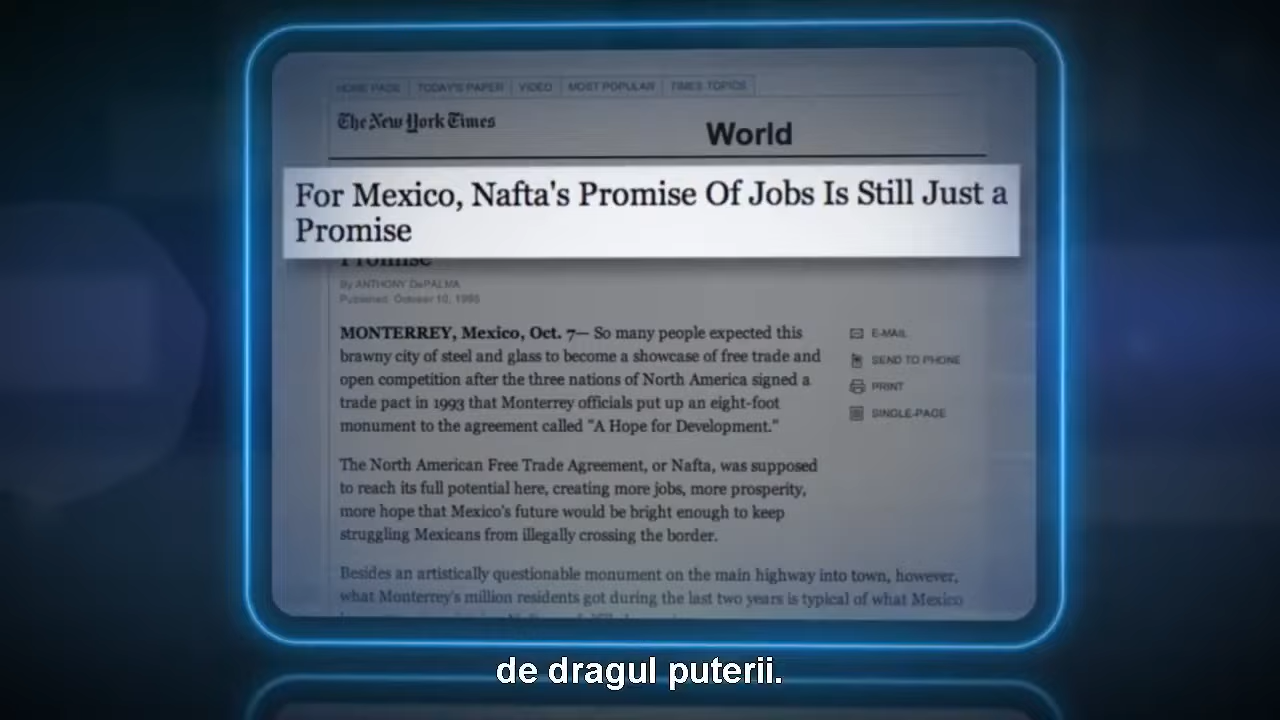 HOME PAGE TODAY'S PAPER VIDEO MOST POPULAR TIMES TOPICS
The New York Times
World
For Mexico, Nafta's Promise Of Jobs Is Still Just a
Promise
Promise
By ANTHONY DePALMA
Published: October 10, 1995
MONTERREY, Mexico, Oct. 7— So many people expected this
brawny city of steel and glass to become a showcase of free trade and
open competition after the three nations of North America signed a
trade pact in 1993 that Monterrey officials put up an eight-foot
monument to the agreement called "A Hope for Development."
E-MAIL
SEND TO PHONE
PRINT
SINGLE-PAGE
The North American Free Trade Agreement, or Nafta, was supposed
to reach its full potential here, creating more jobs, more prosperity,
more hope that Mexico's future would be bright enough to keep
struggling Mexicans from illegally crossing the border.
Besides an artistically questionable monument on the main highway into town, however,
what Monterrey's million residents got during the last two years is typical of what Mexico
de dragul puterii.